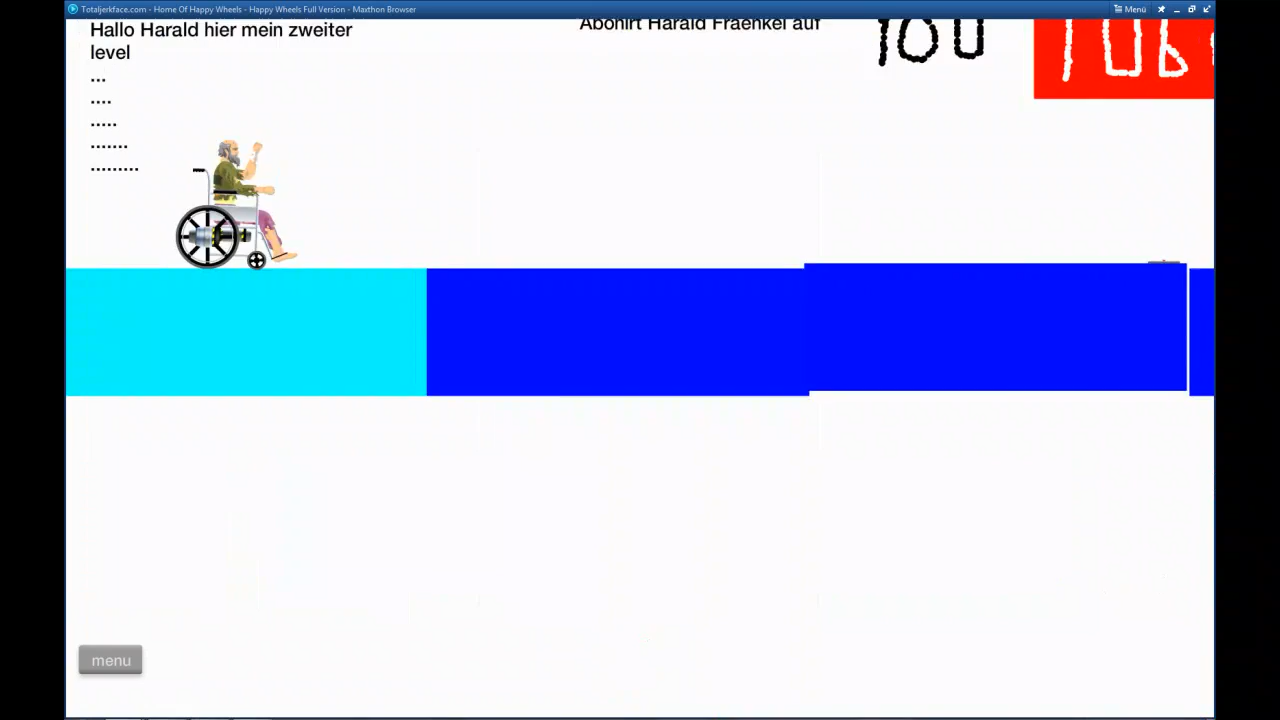 Totaljerkface.com - Home Of Happy Wheels - Happy Wheels Full Version - Maxthon Browser
Menü
Hallo Harald hier mein zweiter
level
...
....
.....
.......
.........
Abonirt Harald Fraenkel auf
You
menu